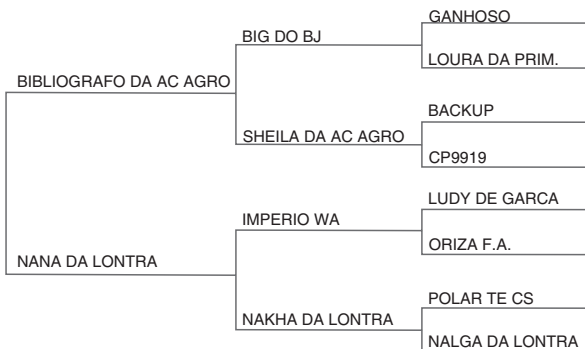 GANHOSO
BIG DO BJ
LOURA DA PRIM.
BIBLIOGRAFO DA AC AGRO
BACKUP
SHEILA DA AC AGRO
CP9919
LUDY DE GARCA
IMPERIO WA
ORIZA F.A.
NANA DA LONTRA
POLAR TE CS
NAKHA DA LONTRA
NALGA DA LONTRA